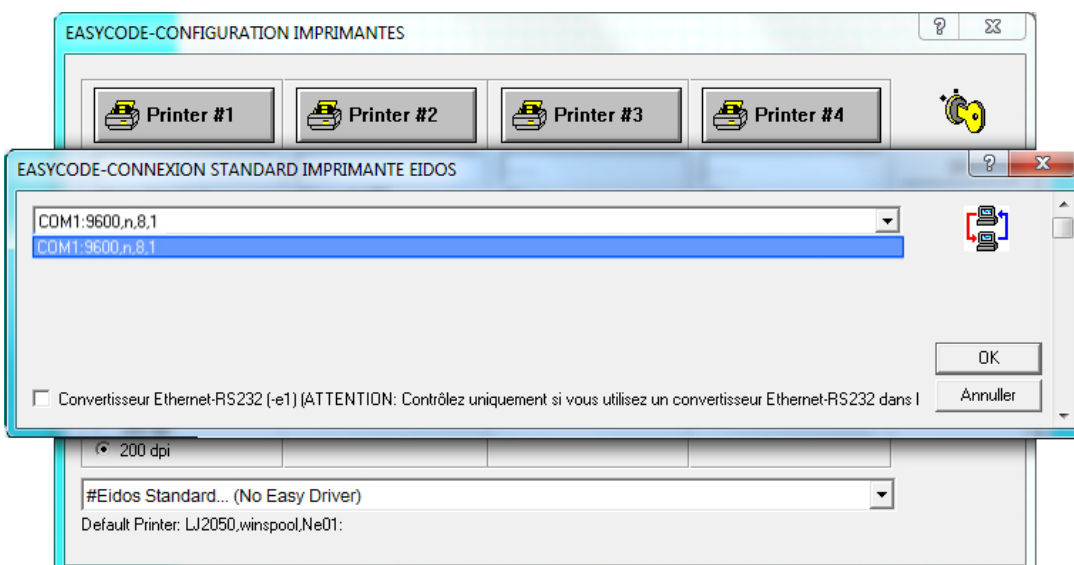 EASYCODE-CONFIGURATION IMPRIMANTES
Printer #1 Printer #2 Printer #3 Printer #4
EASYCODE-CONNEXION STANDARD IMPRIMANTE EIDOS
COM1:9600,n,8,1
COM1:9600,n,8,1
OK
Convertisseur Ethernet-RS232 (-e1) (ATTENTION: Contrôlez uniquement si vous utilisez un convertisseur Ethernet-RS232 dans l
Annuller
200 dpi
#Eidos Standard... (No Easy Driver)
Default Printer: LJ2050,winspool,Ne01: